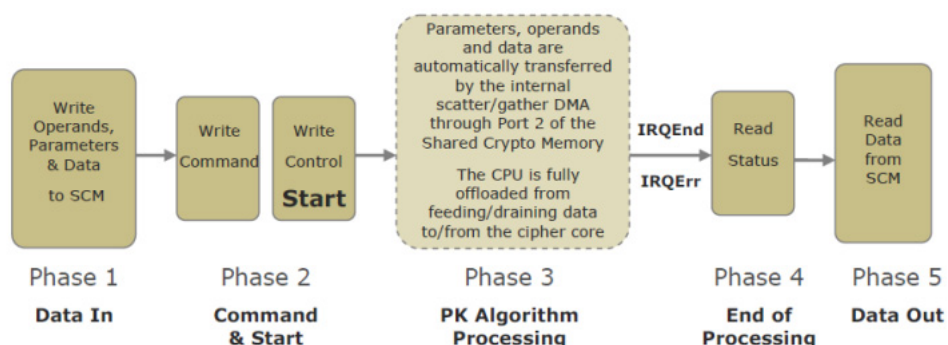 Write
Operands,
Parameters
& Data
to SCM
Write
Command
Write
Control
Start
Parameters, operands
and data are
automatically transferred
by the internal
scatter/gather DMA
through Port 2 of the
Shared Crypto Memory
The CPU is fully
offloaded from
feeding/draining data
to/from the cipher core
IRQEnd
IRQErr
Read
Status
Read
Data
from
SCM
Phase 1
Data In
Phase 2
Command
& Start
Phase 3
PK Algorithm
Processing
Phase 4
End of
Processing
Phase 5
Data Out